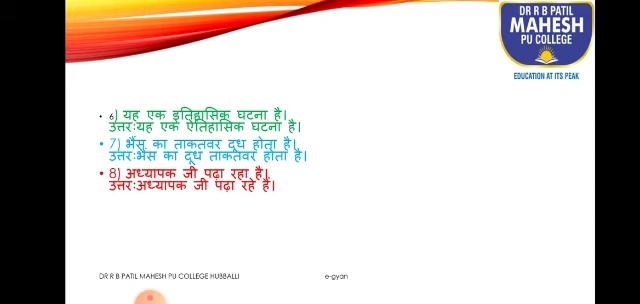 DR R B PATIL
MAHESH
PU COLLEGE
EDUCATION AT ITS PEAK
• 6) यह एक इतिहासिक घटना है।
उत्तर:यह एक ऐतिहासिक घटना है।
• 7) भैंस का ताकतवर दूध होता है।
उत्तर:भैंस का दूध ताकतवर होता है।
• 8) अध्यापक जी पढ़ा रहा है।
उत्तर:अध्यापक जी पढ़ा रहे हैं।
DR R B PATIL MAHESH PU COLLEGE HUBBALLI
e-gyan